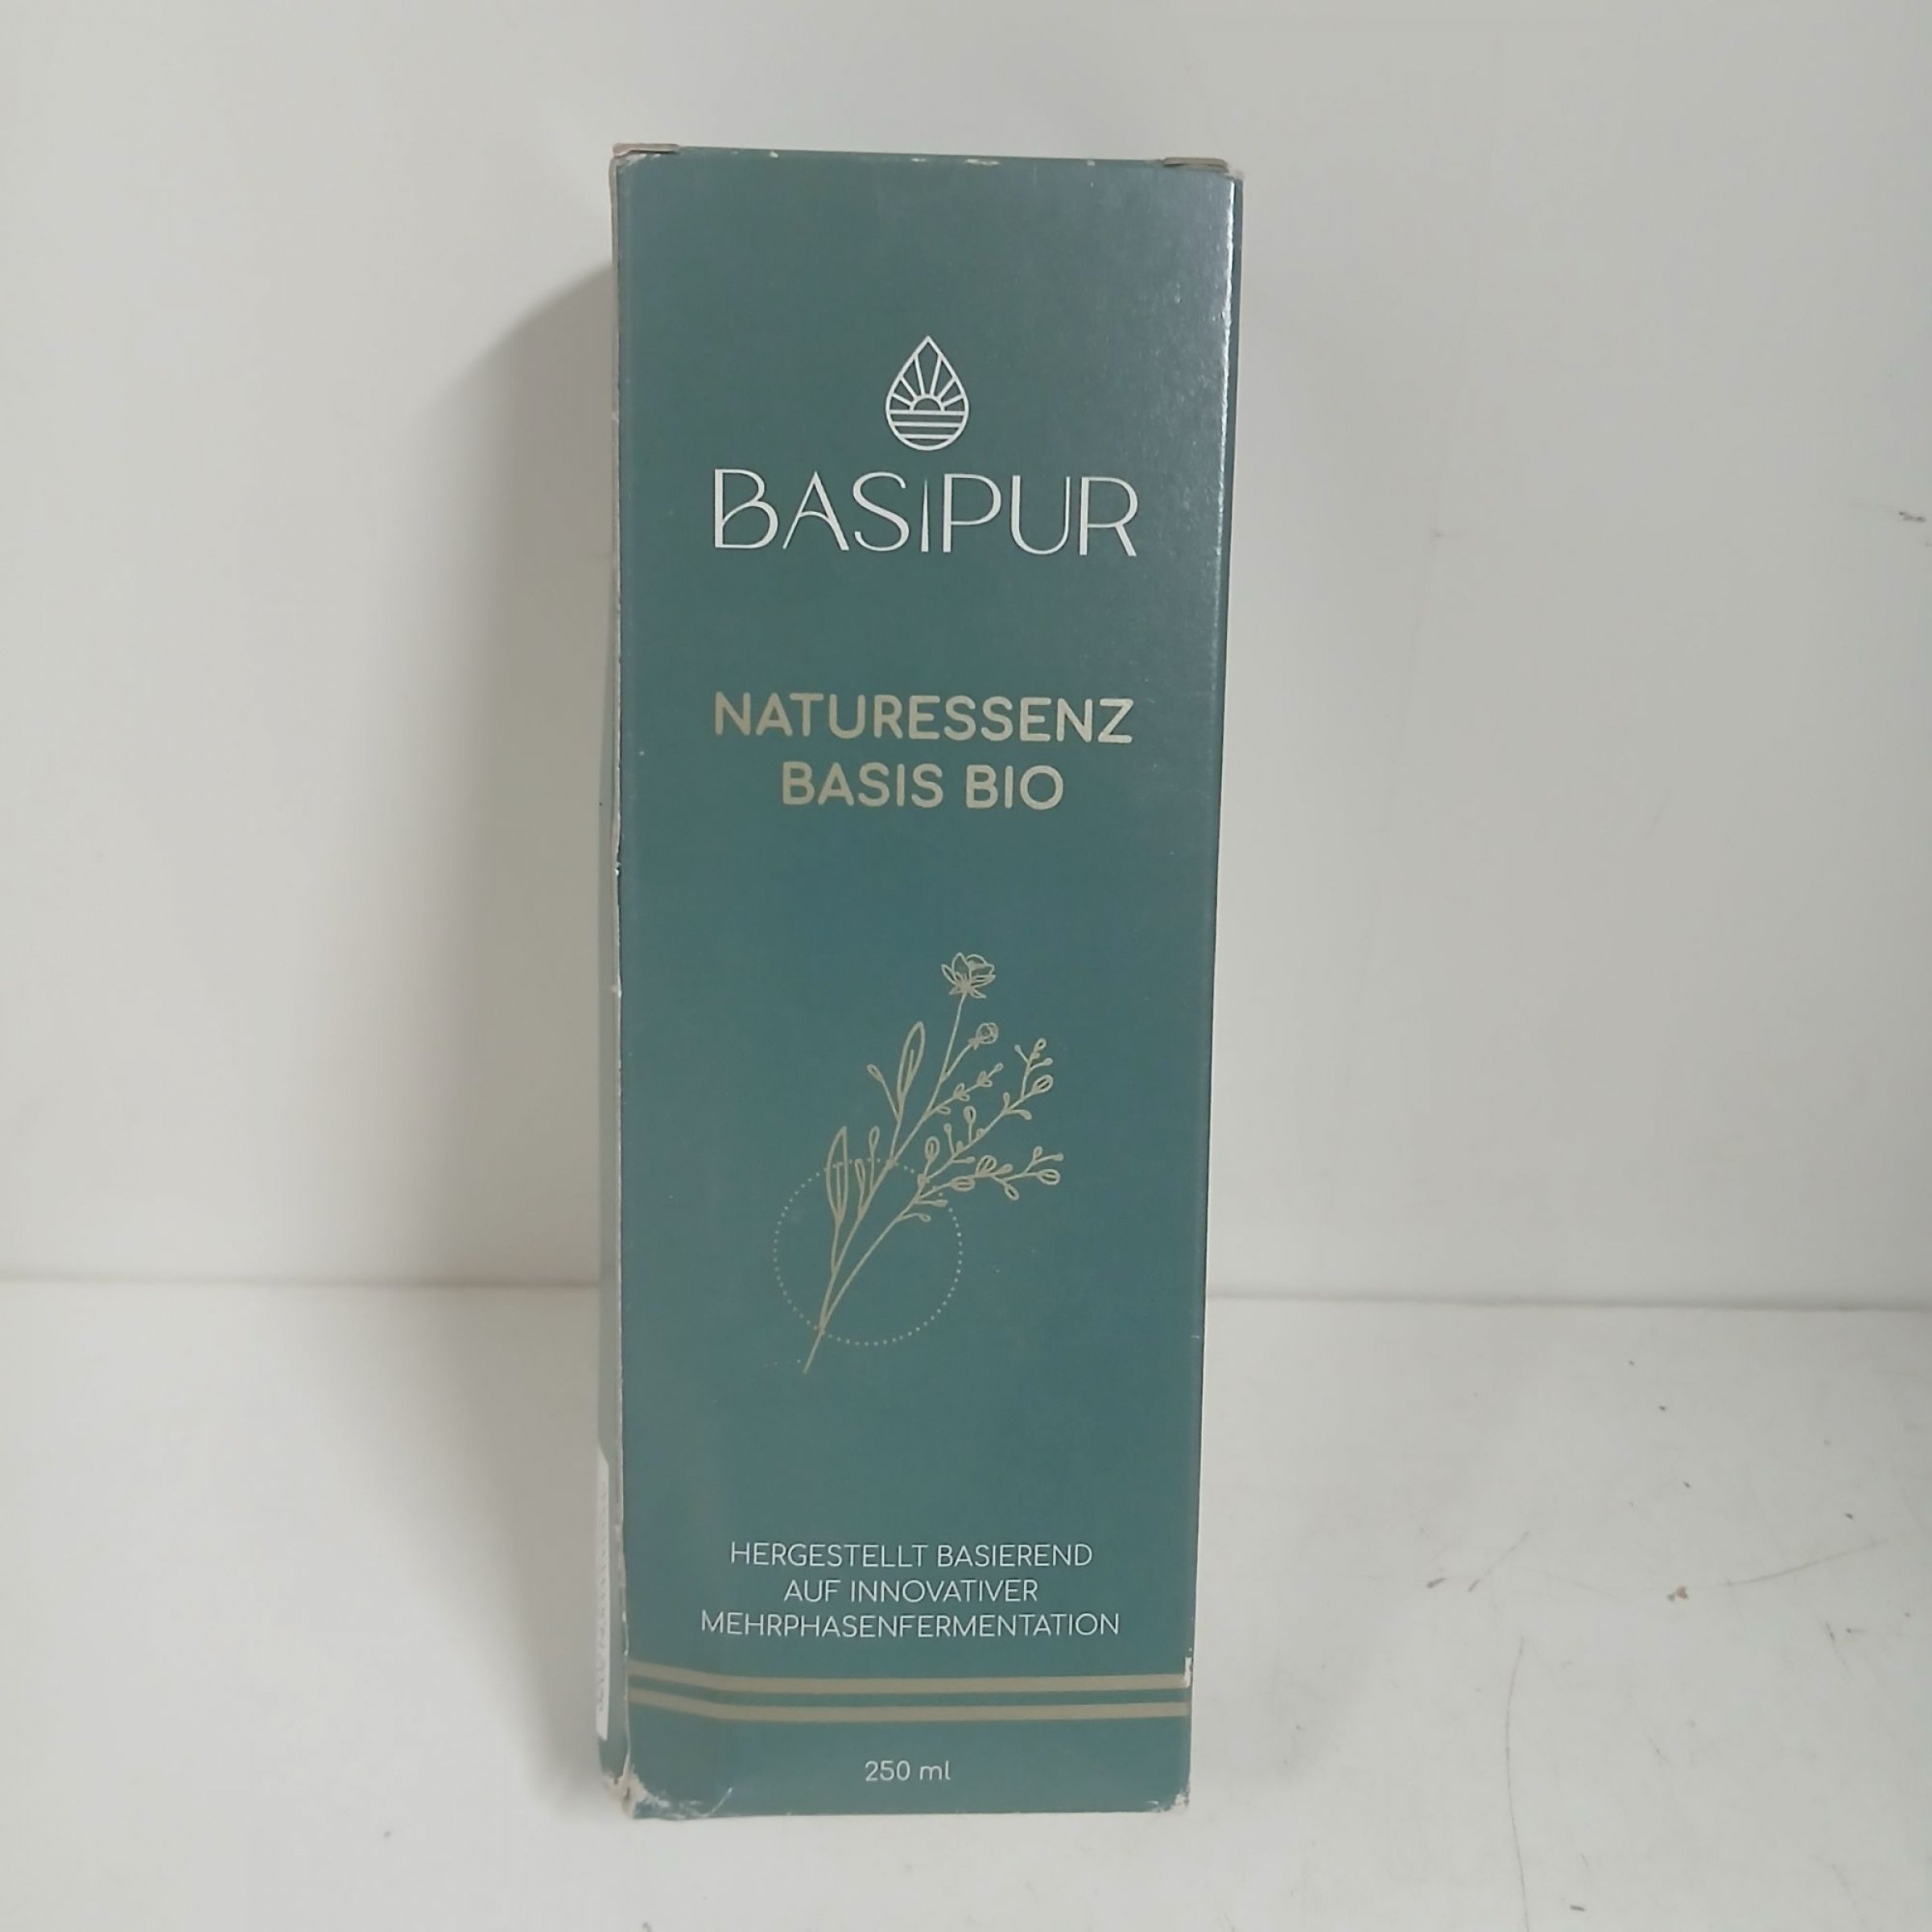 BASIPUR
NATURESSENZ
BASIS BIO
HERGESTELLT BASIEREND
AUF INNOVATIVER
MEHRPHASENFERMENTATION
250 ml